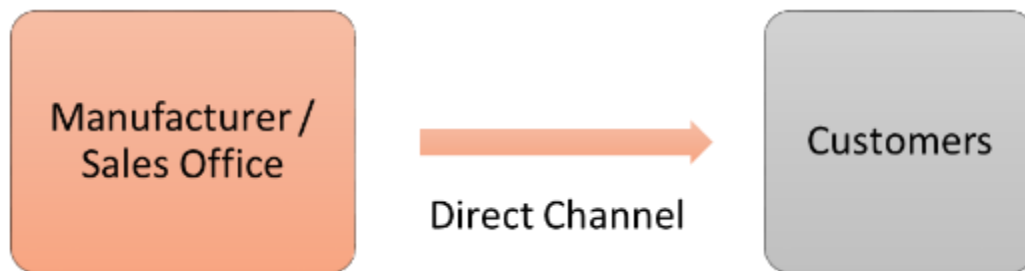 Manufacturer /
Sales Office
Direct Channel
Customers